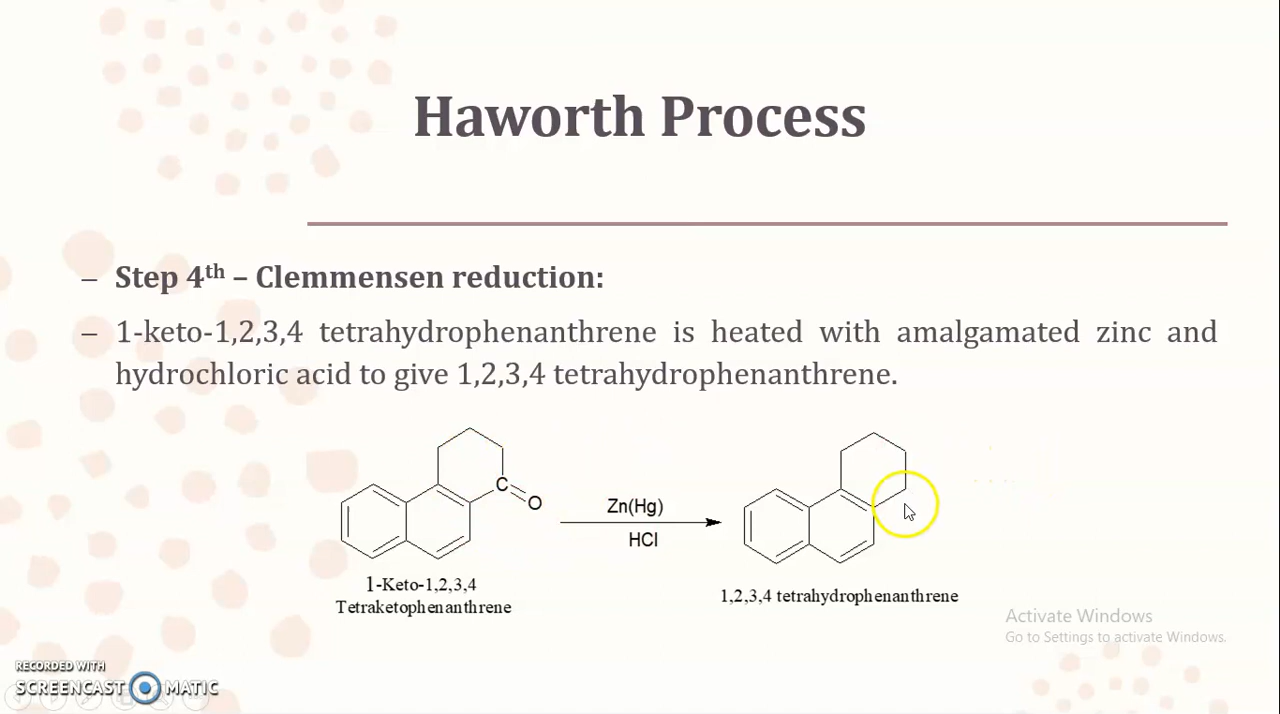 Haworth Process
– Step 4th – Clemmensen reduction:
– 1-keto-1,2,3,4 tetrahydrophenanthrene is heated with amalgamated zinc and
hydrochloric acid to give 1,2,3,4 tetrahydrophenanthrene.
C
O
Zn(Hg)
HCl
1-Keto-1,2,3,4
Tetraketophenanthrene
1,2,3,4 tetrahydrophenanthrene
Activate Windows
Go to Settings to activate Windows.
RECORDED WITH
SCREENCAST MATIC